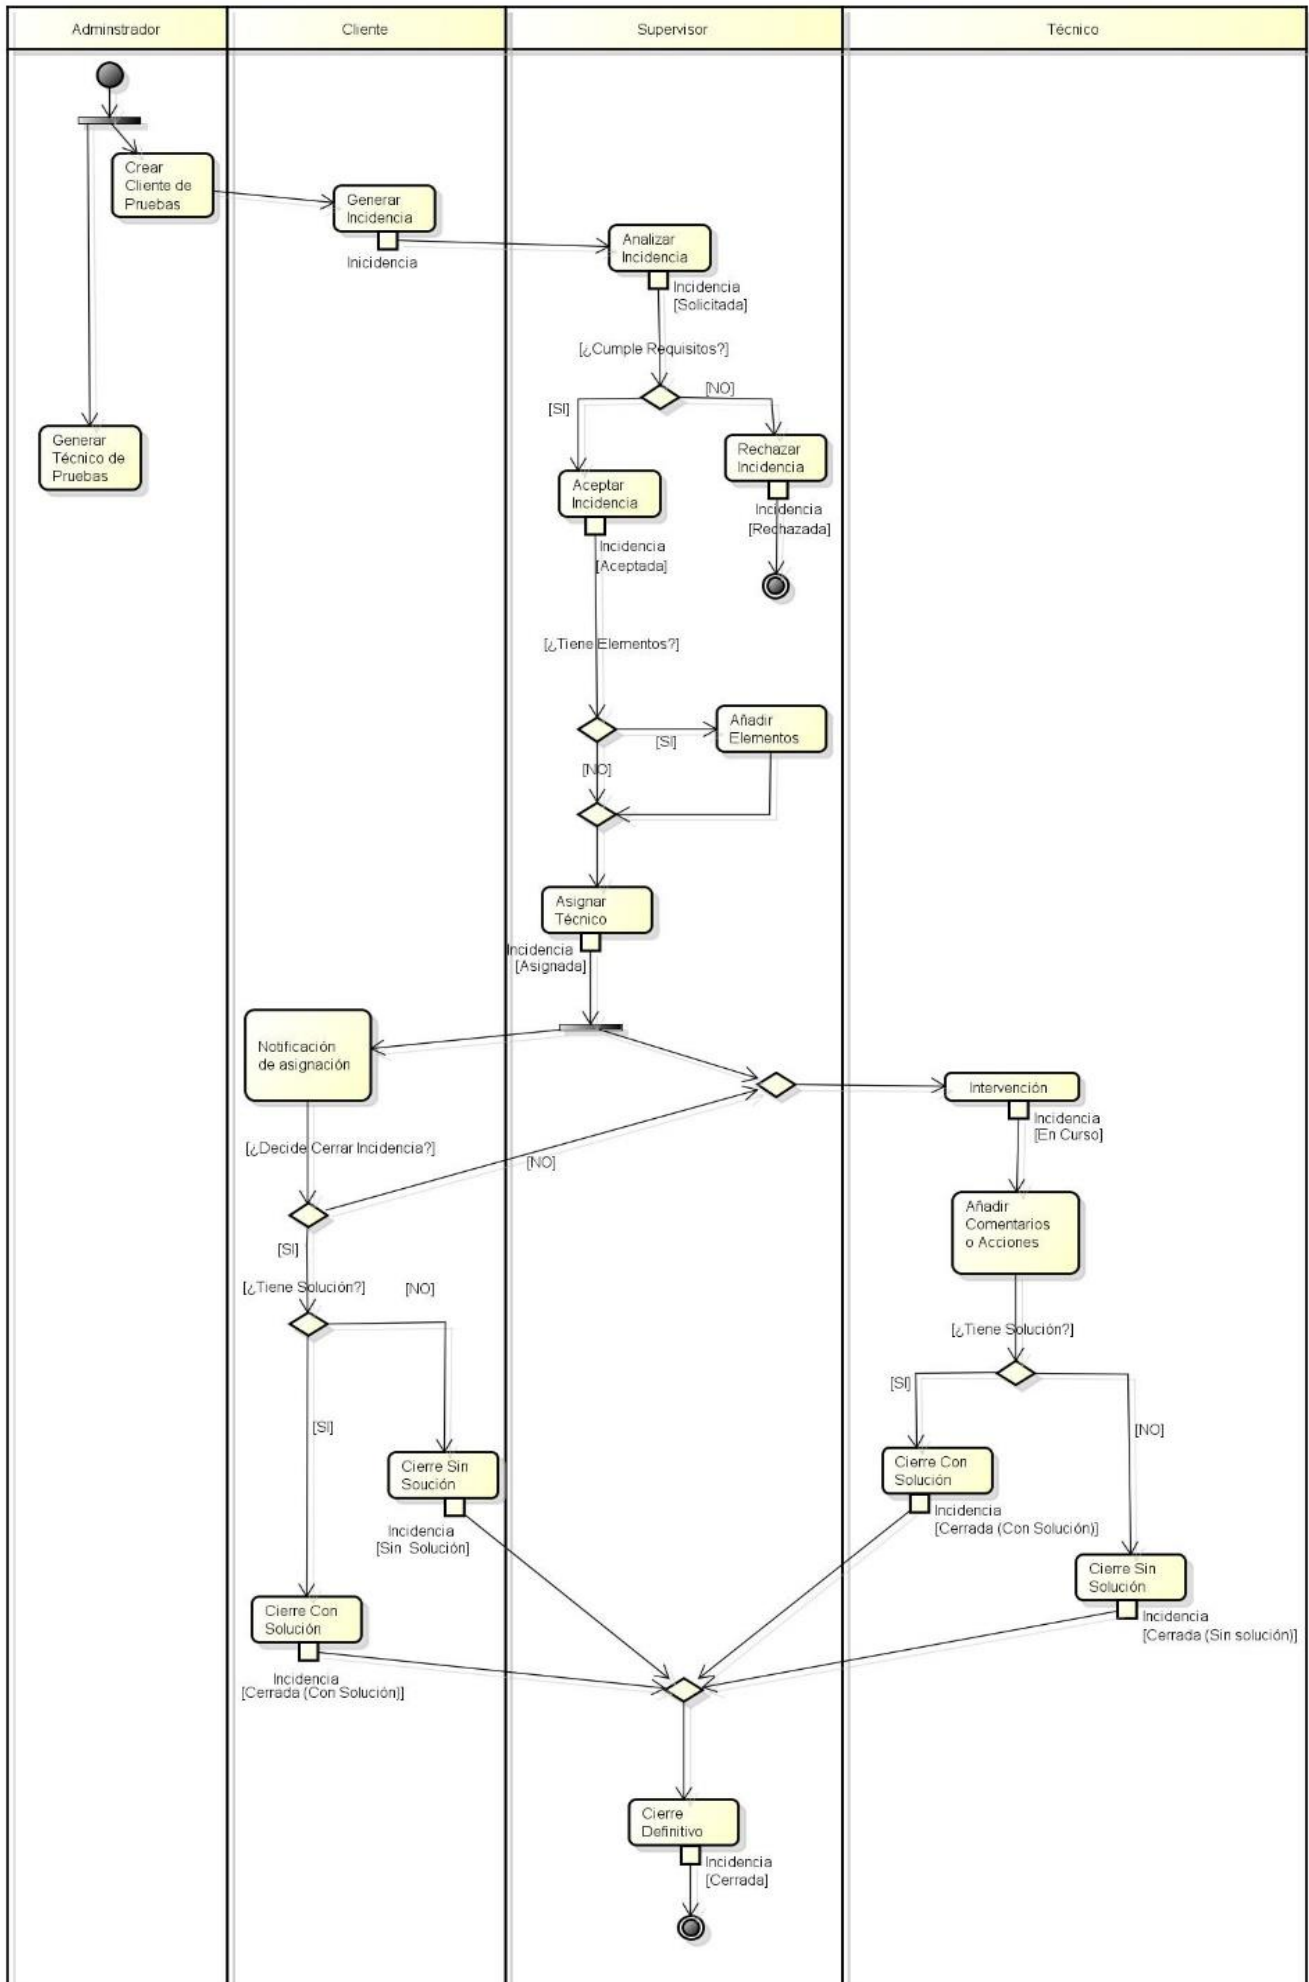 Adminstrador
Cliente
Supervisor
Técnico
Crear
Cliente de
Pruebas
Generar
Incidencia
Inicidencia
Analizar
Incidencia
Incidencia
[Solicitada]
[¿Cumple Requisitos?]
[NO]
[SI]
Generar
Técnico de
Pruebas
Rechazar
Incidencia
Incidencia
[Rechazada]
Aceptar
Incidencia
Incidencia
[Aceptada]
[¿Tiene Elementos?]
Añadir
Elementos
[SI]
[NO]
Asignar
Técnico
Incidencia
[Asignada]
Notificación
de asignación
Intervención
Incidencia
[En Curso]
[¿Decide Cerrar Incidencia?]
[NO]
Añadir
Comentarios
o Acciones
[SI]
[¿Tiene Solución?]
[NO]
[¿Tiene Solución?]
[SI]
[NO]
[SI]
Cierre Sin
Soución
Incidencia
[Sin Solución]
Cierre Con
Solución
Incidencia
[Cerrada (Con Solución)]
Cierre Sin
Solución
Incidencia
[Cerrada (Sin solución)]
Cierre Con
Solución
Incidencia
[Cerrada (Con Solución)]
Cierre
Definitivo
Incidencia
[Cerrada]